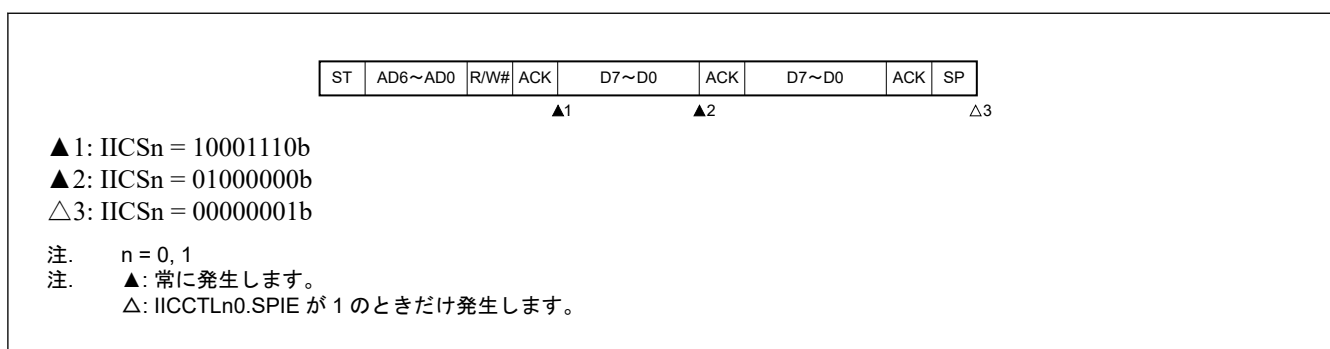 ST AD6～AD0 R/W# ACK D7～D0 ACK D7～D0 ACK SP
▲1 ▲2 △3
▲1: IICSn = 10001110b
▲2: IICSn = 01000000b
△3: IICSn = 00000001b
注. n = 0, 1
注. ▲: 常に発生します。
△: IICCTLn0.SPIE が 1 のときだけ発生します。